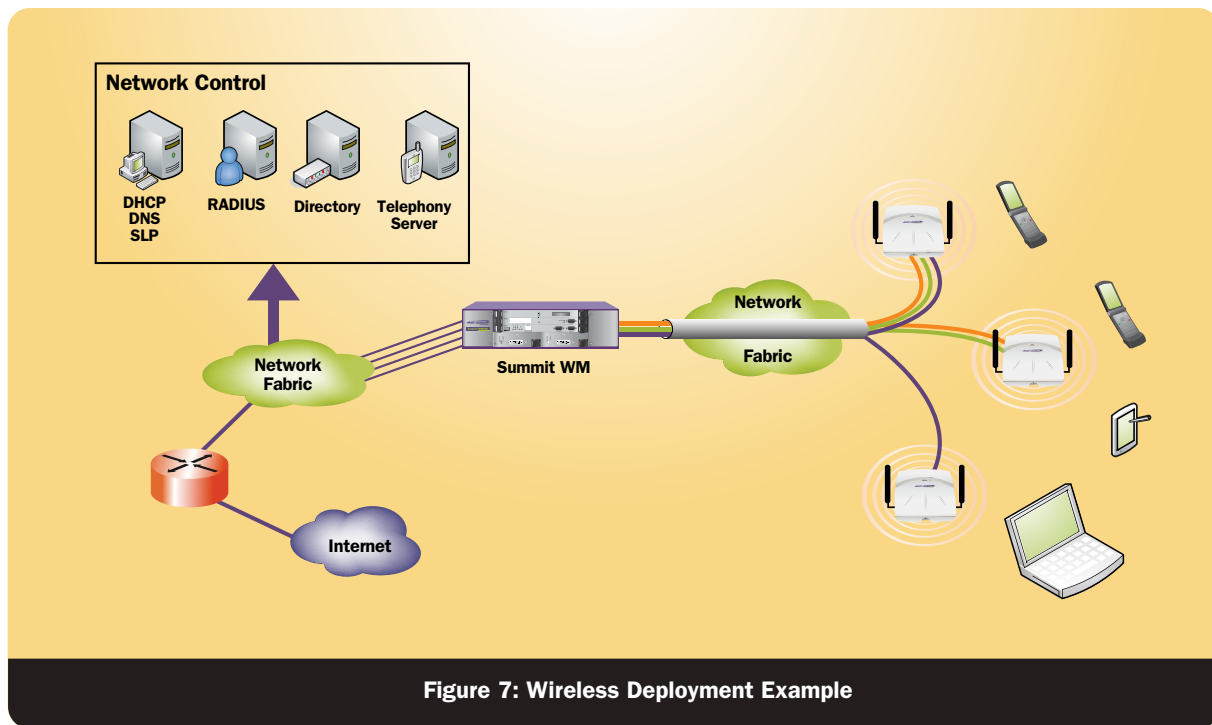 Network Control
DHCP
DNS
SLP
RADIUS
Directory
Telephony
Server
Network
Fabric
Summit WM
Network
Fabric
Internet
Figure 7: Wireless Deployment Example